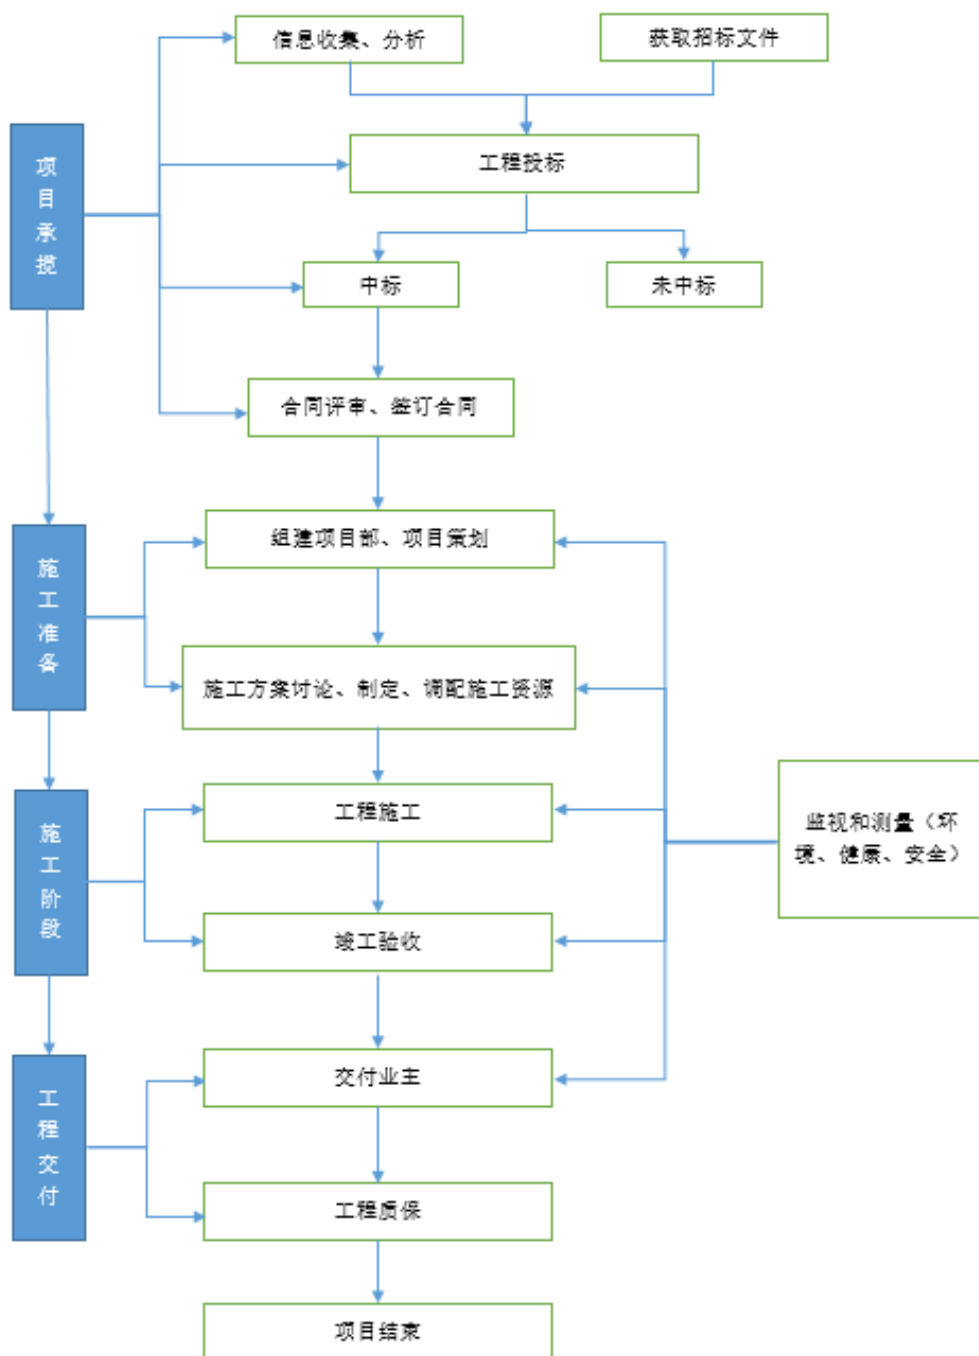 信息收集、分析
获取招标文件
项目承揽
工程投标
中标
未中标
合同评审、签订合同
施工准备
组建项目部、项目策划
施工方案讨论、制定、调配施工资源
施工阶段
工程施工
监视和测量（环
境、健康、安全）
竣工验收
工程交付
交付业主
工程质保
项目结束